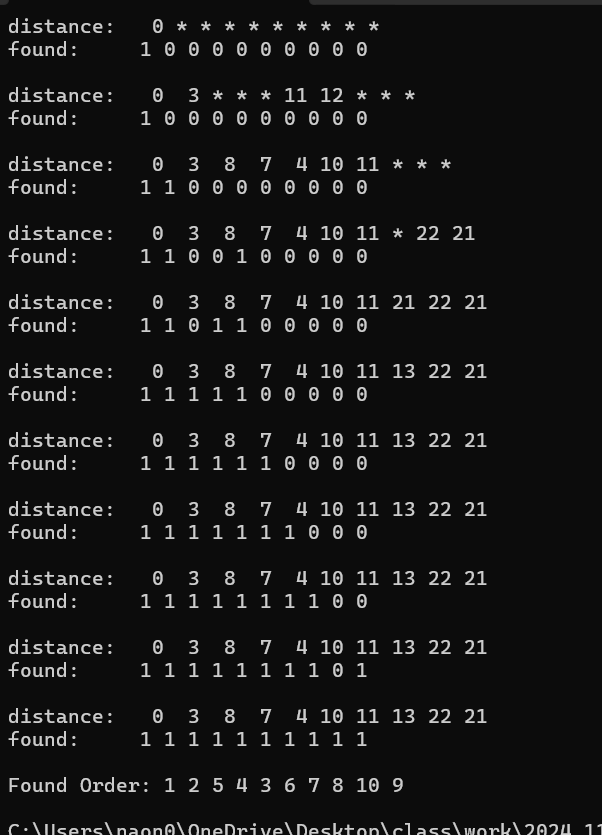 distance:   0 * * * * * * * * *
found:     1 0 0 0 0 0 0 0 0 0
distance:   0  3 * * * 11 12 * * *
found:     1 0 0 0 0 0 0 0 0 0
distance:   0  3  8  7  4 10 11 * * *
found:     1 1 0 0 0 0 0 0 0 0
distance:   0  3  8  7  4 10 11 * 22 21
found:     1 1 0 0 1 0 0 0 0 0
distance:   0  3  8  7  4 10 11 21 22 21
found:     1 1 0 1 1 0 0 0 0 0
distance:   0  3  8  7  4 10 11 13 22 21
found:     1 1 1 1 1 0 0 0 0 0
distance:   0  3  8  7  4 10 11 13 22 21
found:     1 1 1 1 1 1 0 0 0 0
distance:   0  3  8  7  4 10 11 13 22 21
found:     1 1 1 1 1 1 1 0 0 0
distance:   0  3  8  7  4 10 11 13 22 21
found:     1 1 1 1 1 1 1 1 0 0
distance:   0  3  8  7  4 10 11 13 22 21
found:     1 1 1 1 1 1 1 1 0 1
distance:   0  3  8  7  4 10 11 13 22 21
found:     1 1 1 1 1 1 1 1 1 1
Found Order: 1 2 5 4 3 6 7 8 10 9
C:\Users\naon0\OneDrive\Desktop\class\work\2024